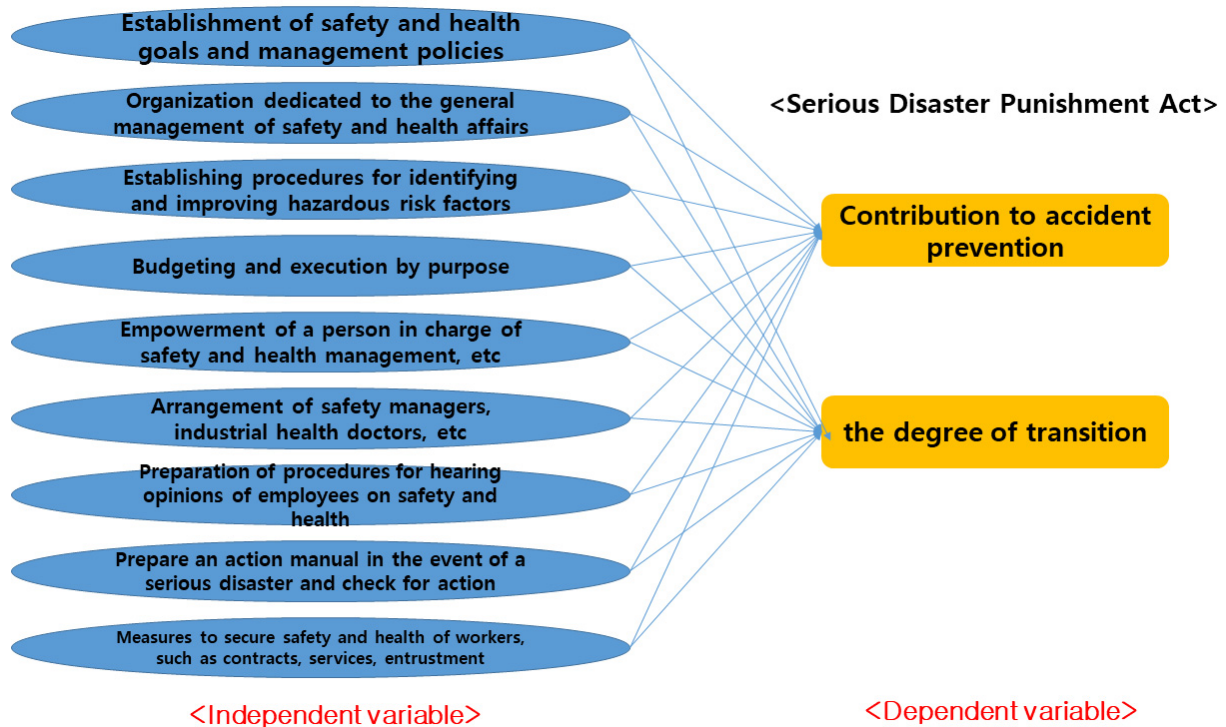 Establishment of safety and health
goals and management policies
Organization dedicated to the general
management of safety and health affairs
<Serious Disaster Punishment Act>
Establishing procedures for identifying
and improving hazardous risk factors
Contribution to accident
prevention
Budgeting and execution by purpose
Empowerment of a person in charge of
safety and health management, etc
Arrangement of safety managers,
industrial health doctors, etc
the degree of transition
Preparation of procedures for hearing
opinions of employees on safety and
health
Prepare an action manual in the event of a
serious disaster and check for action
Measures to secure safety and health of workers,
such as contracts, services, entrustment
<Independent variable>
<Dependent variable>